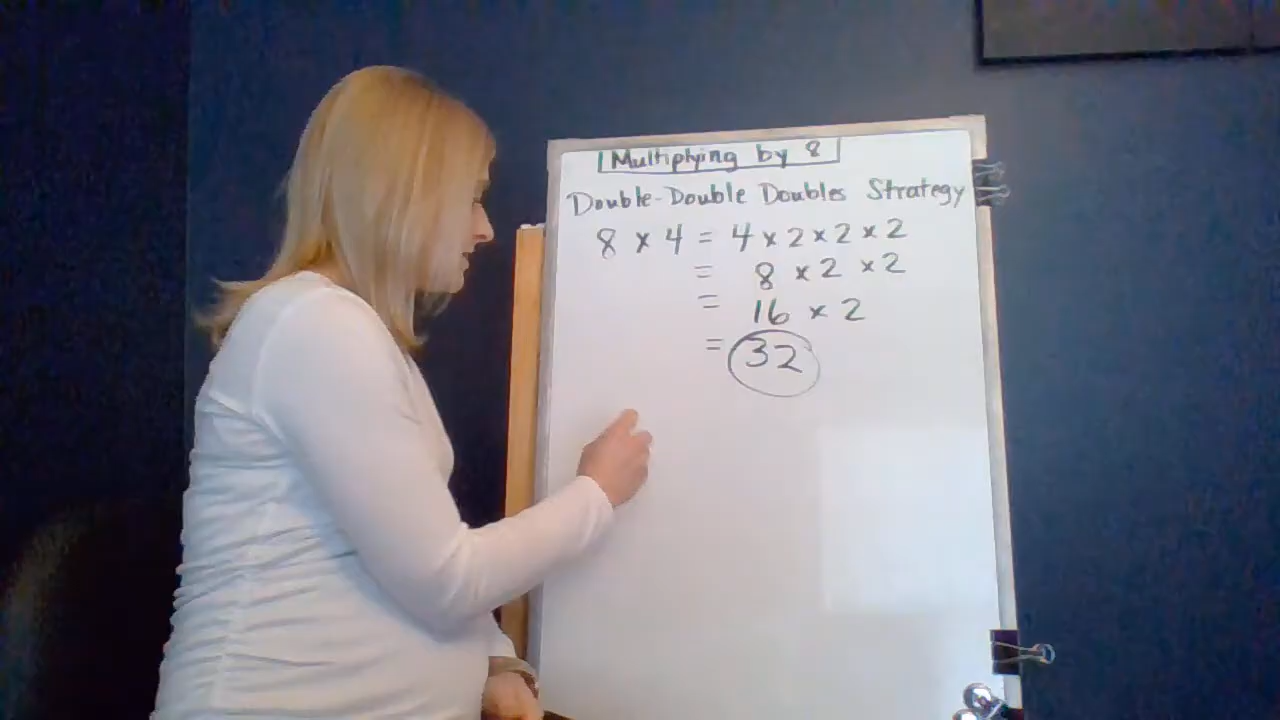 Multiplying by 8
Double-Double Doubles Strategy
8 × 4 = 4 × 2 × 2 × 2
= 8 × 2 × 2
= 16 × 2
= 32